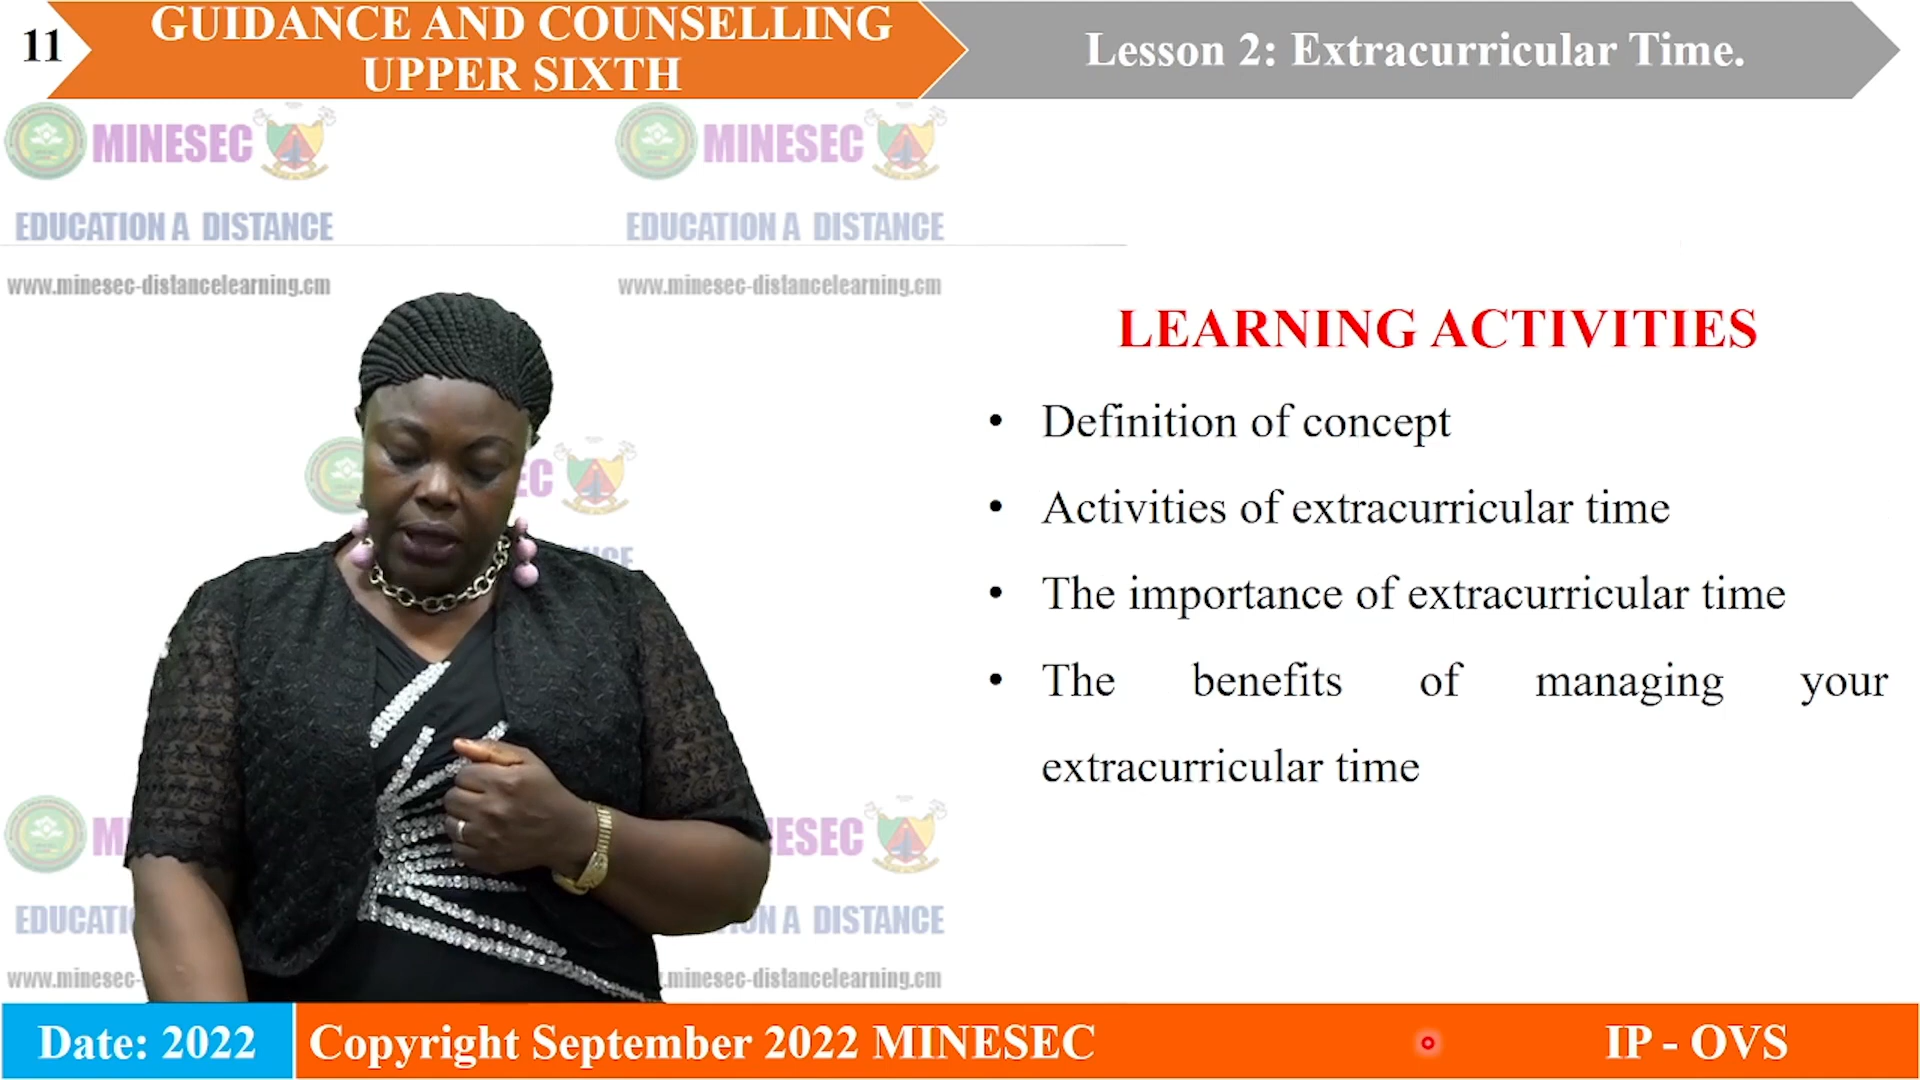 11
GUIDANCE AND COUNSELLING
UPPER SIXTH
Lesson 2: Extracurricular Time.
MINESEC
MINESEC
EDUCATION A DISTANCE
EDUCATION A DISTANCE
www.minesec-distancelearning.cm
www.minesec-distancelearning.cm
LEARNING ACTIVITIES
• Definition of concept
• Activities of extracurricular time
• The importance of extracurricular time
• The benefits of managing your
extracurricular time
EC
NCE
M
ESEC
EDUCATI
ON A DISTANCE
www.minesec-
.minesec-distancelearning.cm
Date: 2022
Copyright September 2022 MINESEC
IP - OVS